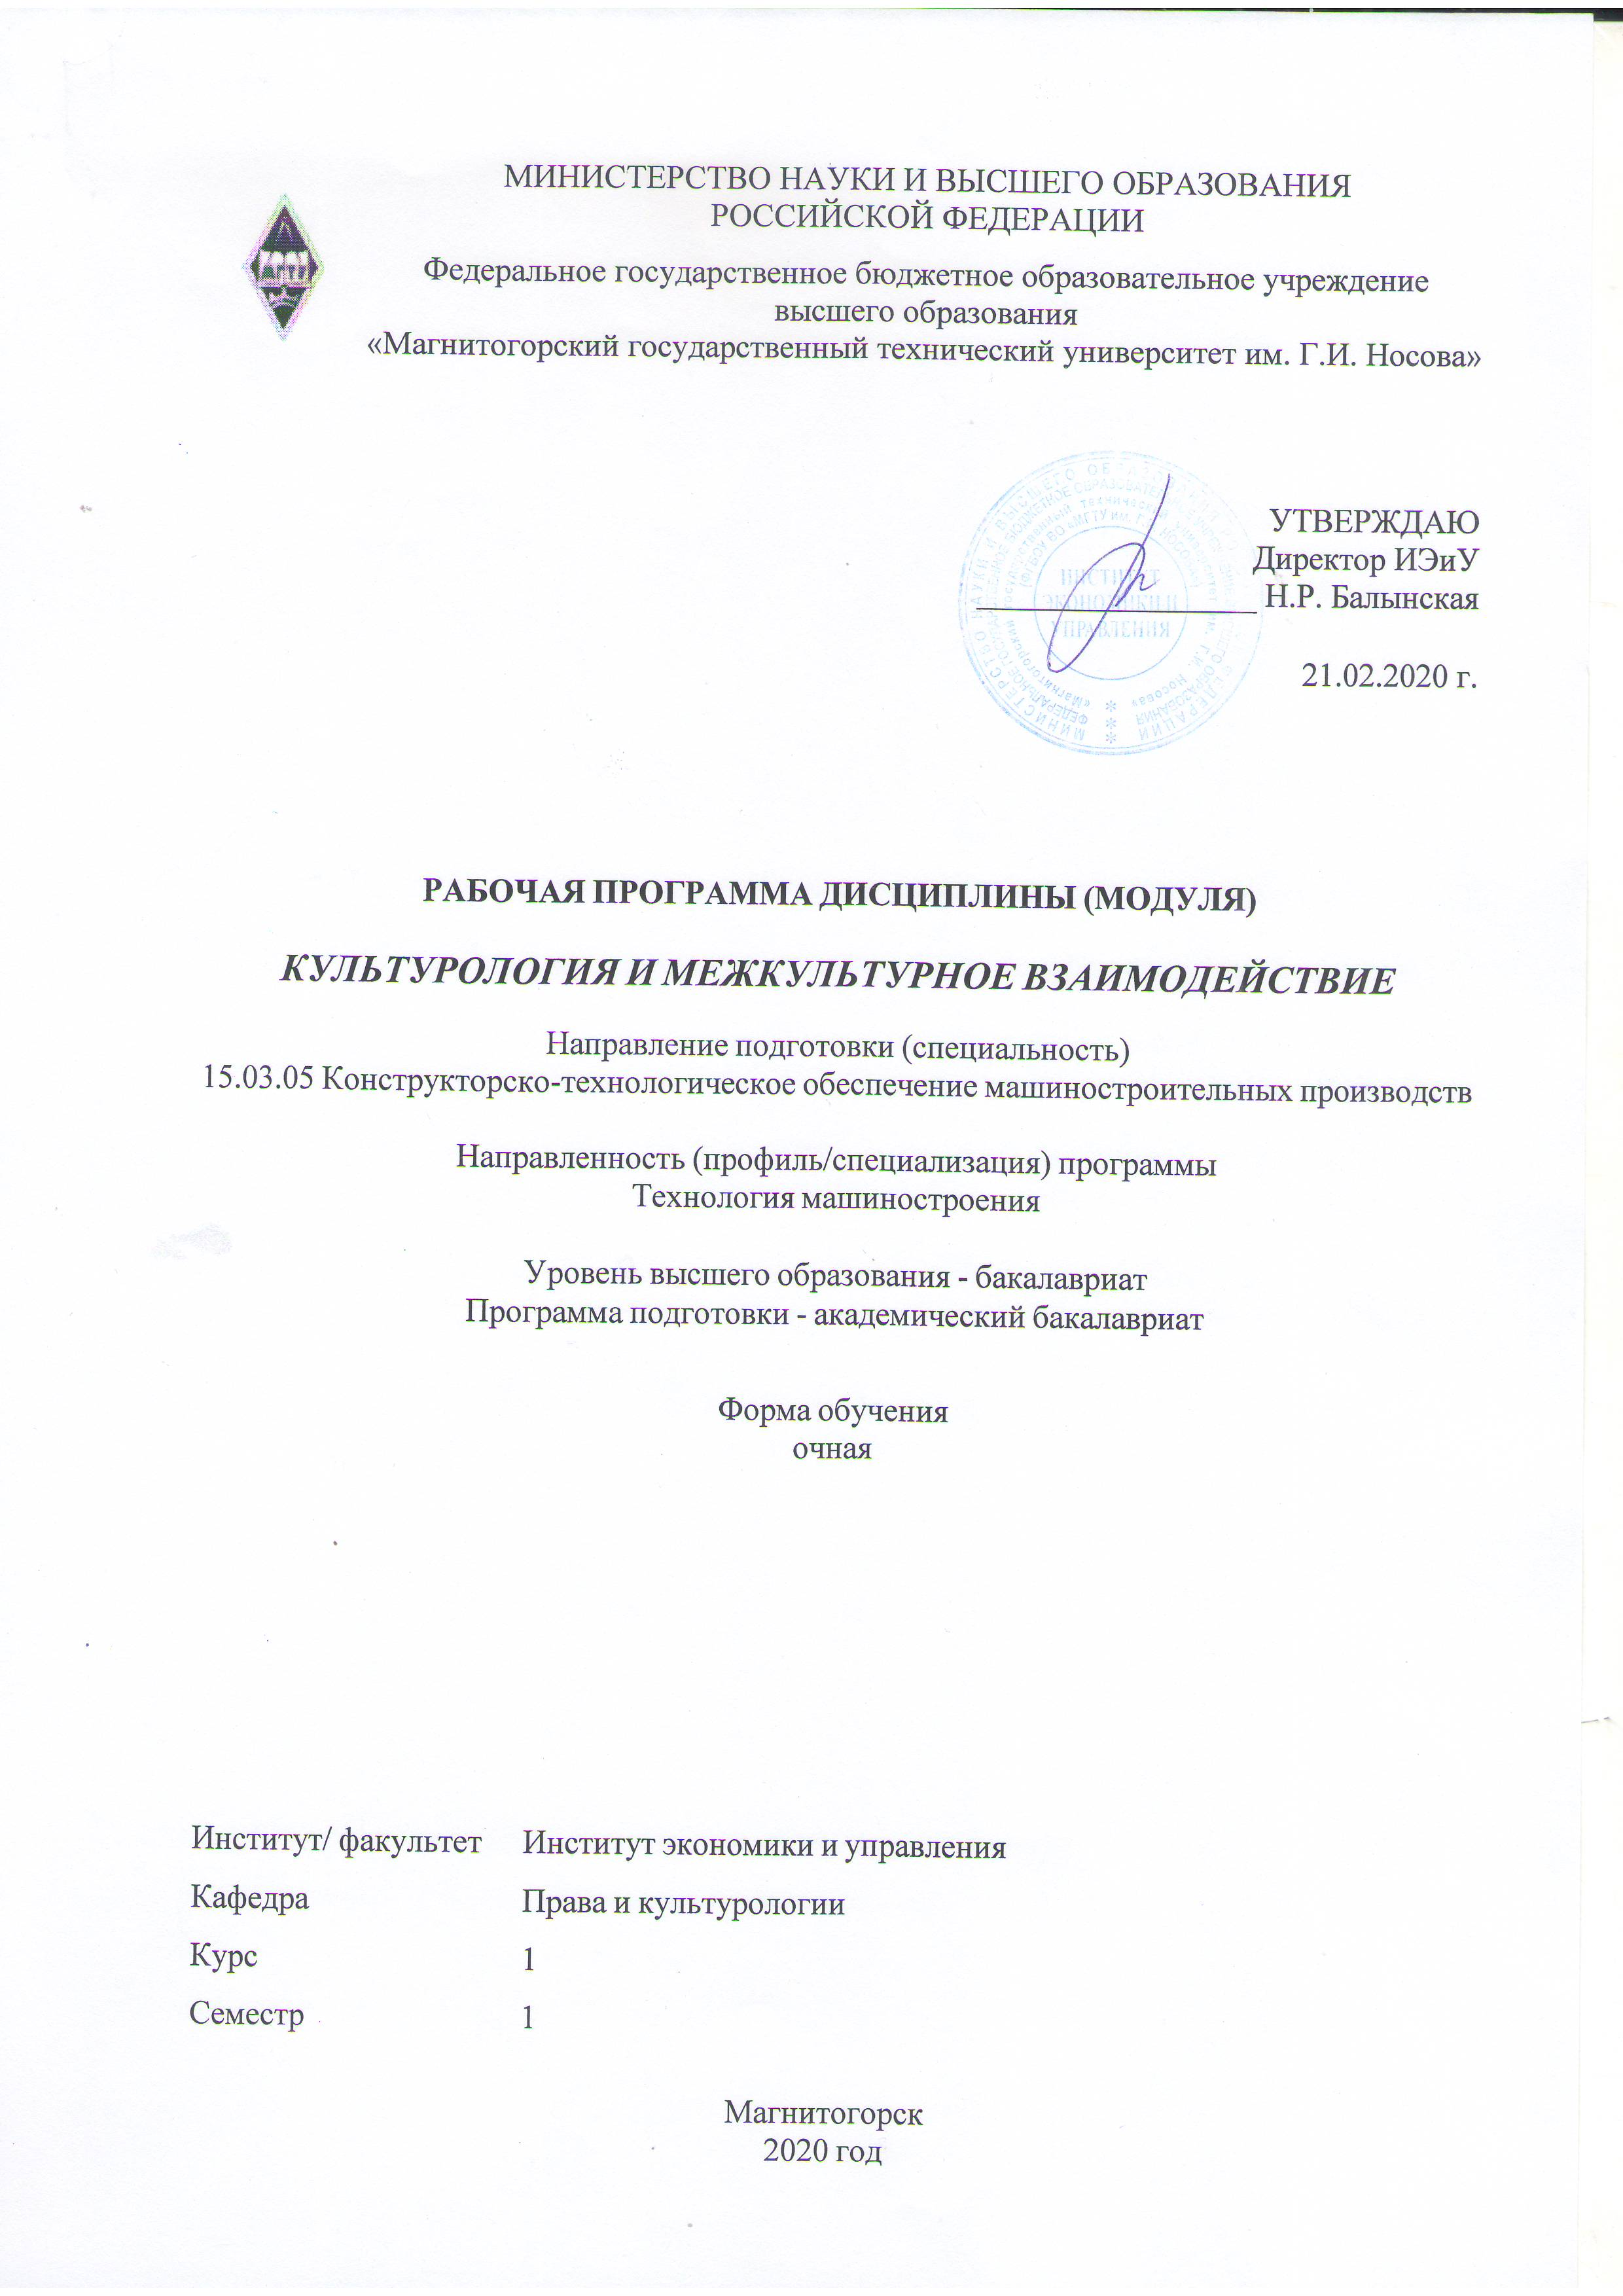 МИНИСТЕРСТВО НАУКИ И ВЫСШЕГО ОБРАЗОВАНИЯ
РОССИЙСКОЙ ФЕДЕРАЦИИ
Федеральное государственное бюджетное образовательное учреждение
высшего образования
«Магнитогорский государственный технический университет им. Г.И. Носова»
МГТУ
УТВЕРЖДАЮ
Директор ИЭиУ
Н.Р. Балынская
21.02.2020 г.
ИНСТИТУТ
ЭКОНОМИКИ И
УПРАВЛЕНИЯ
РАБОЧАЯ ПРОГРАММА ДИСЦИПЛИНЫ (МОДУЛЯ)
КУЛЬТУРОЛОГИЯ И МЕЖКУЛЬТУРНОЕ ВЗАИМОДЕЙСТВИЕ
Направление подготовки (специальность)
15.03.05 Конструкторско-технологическое обеспечение машиностроительных производств
Направленность (профиль/специализация) программы
Технология машиностроения
Уровень высшего образования - бакалавриат
Программа подготовки - академический бакалавриат
Форма обучения
очная
Институт/ факультет Институт экономики и управления
Кафедра Права и культурологии
Курс 1
Семестр 1
Магнитогорск
2020 год